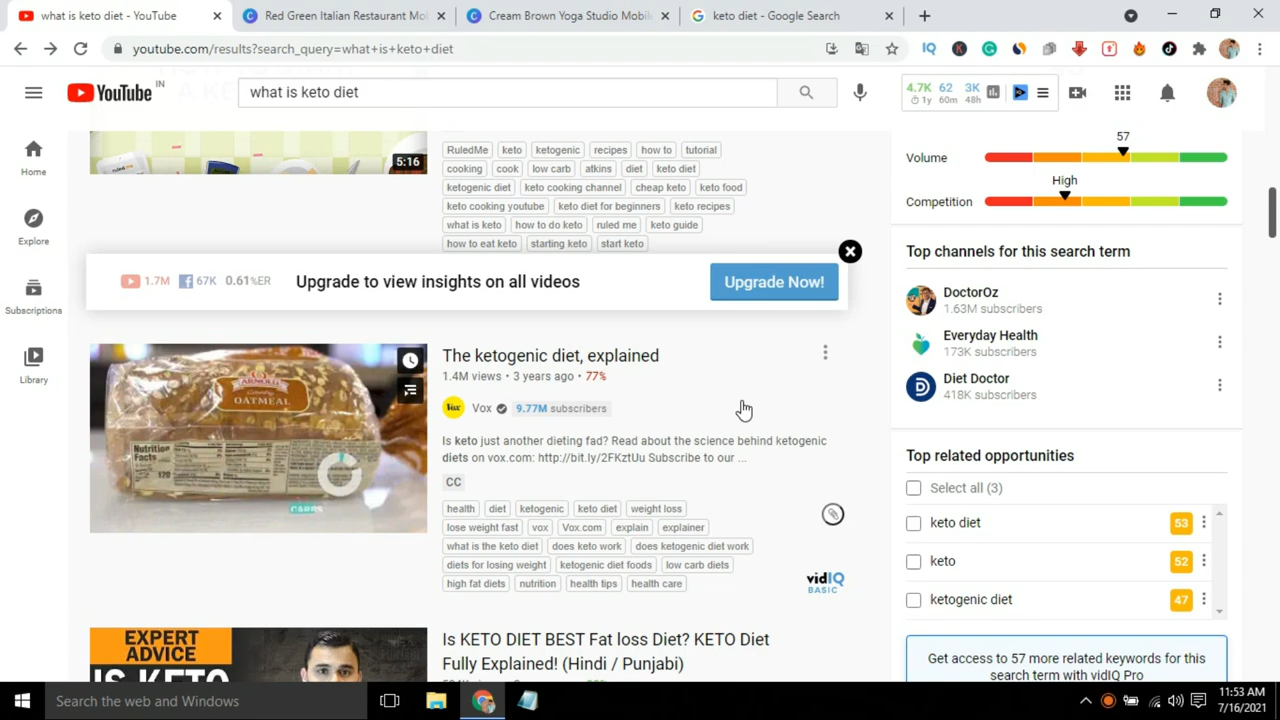 what is keto diet - YouTube
Red Green Italian Restaurant Mob
Cream Brown Yoga Studio Mobile
keto diet - Google Search
youtube.com/results?search_query=what+is+keto+diet
YouTube IN
what is keto diet
4.7K 62 3K
1y 60m 48h
Home
Explore
Subscriptions
Library
5:16
RuledMe keto ketogenic recipes how to tutorial
cooking cook low carb atkins diet keto diet
ketogenic diet keto cooking channel cheap keto keto food
keto cooking youtube keto diet for beginners keto recipes
what is keto how to do keto ruled me keto guide
how to eat keto starting keto start keto
1.7M 67K 0.61%ER Upgrade to view insights on all videos Upgrade Now!
ARNOLD
OATMEAL
Nutrition
Facts
120
CARBS
The ketogenic diet, explained
1.4M views • 3 years ago • 77%
Vox 9.77M subscribers
Is keto just another dieting fad? Read about the science behind ketogenic
diets on vox.com: http://bit.ly/2FKztUu Subscribe to our ...
CC
health diet ketogenic keto diet weight loss
lose weight fast vox Vox.com explain explainer
what is the keto diet does keto work does ketogenic diet work
diets for losing weight ketogenic diet foods low carb diets
high fat diets nutrition health tips health care
vidIQ
BASIC
EXPERT
ADVICE
IS KETO
Is KETO DIET BEST Fat loss Diet? KETO Diet
Fully Explained! (Hindi / Punjabi)
57
Volume
High
Competition
Top channels for this search term
DoctorOz
1.63M subscribers
Everyday Health
173K subscribers
Diet Doctor
418K subscribers
Top related opportunities
Select all (3)
keto diet 53
keto 52
ketogenic diet 47
Get access to 57 more related keywords for this
search term with vidIQ Pro
Search the web and Windows
11:53 AM
7/16/2021